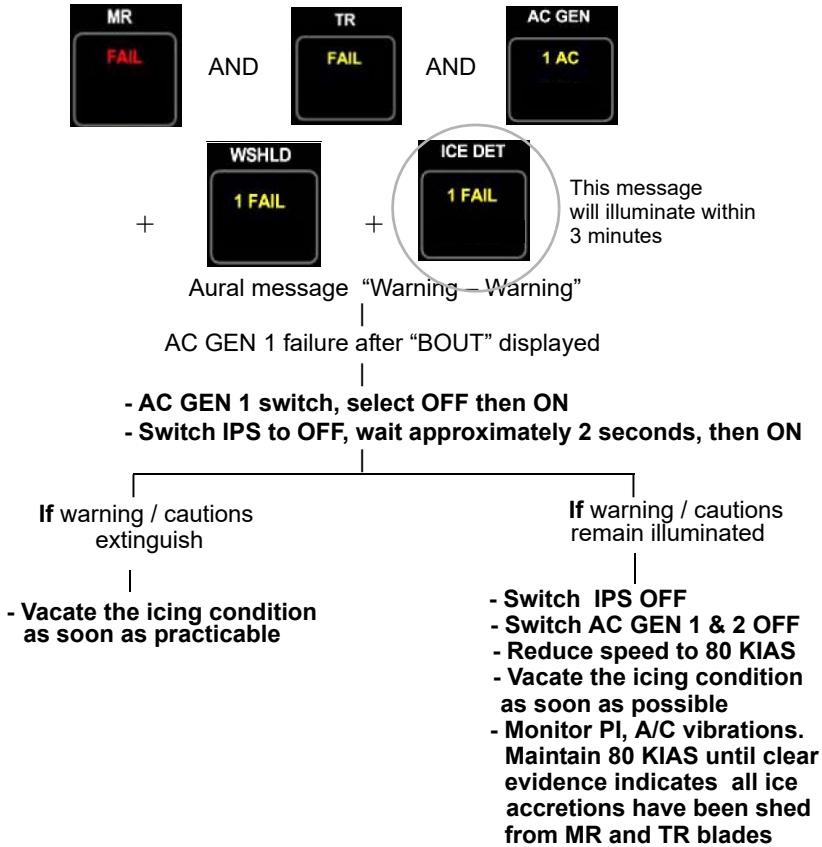 MR TR AC GEN
FAIL AND FAIL AND 1 AC
WSHLD ICE DET
+ 1 FAIL + 1 FAIL
This message
will illuminate within
3 minutes
Aural message “Warning – Warning”
AC GEN 1 failure after “BOUT” displayed
- AC GEN 1 switch, select OFF then ON
- Switch IPS to OFF, wait approximately 2 seconds, then ON
If warning / cautions
extinguish
- Vacate the icing condition
as soon as practicable
If warning / cautions
remain illuminated
- Switch IPS OFF
- Switch AC GEN 1 & 2 OFF
- Reduce speed to 80 KIAS
- Vacate the icing condition
as soon as possible
- Monitor PI, A/C vibrations.
Maintain 80 KIAS until clear
evidence indicates all ice
accretions have been shed
from MR and TR blades